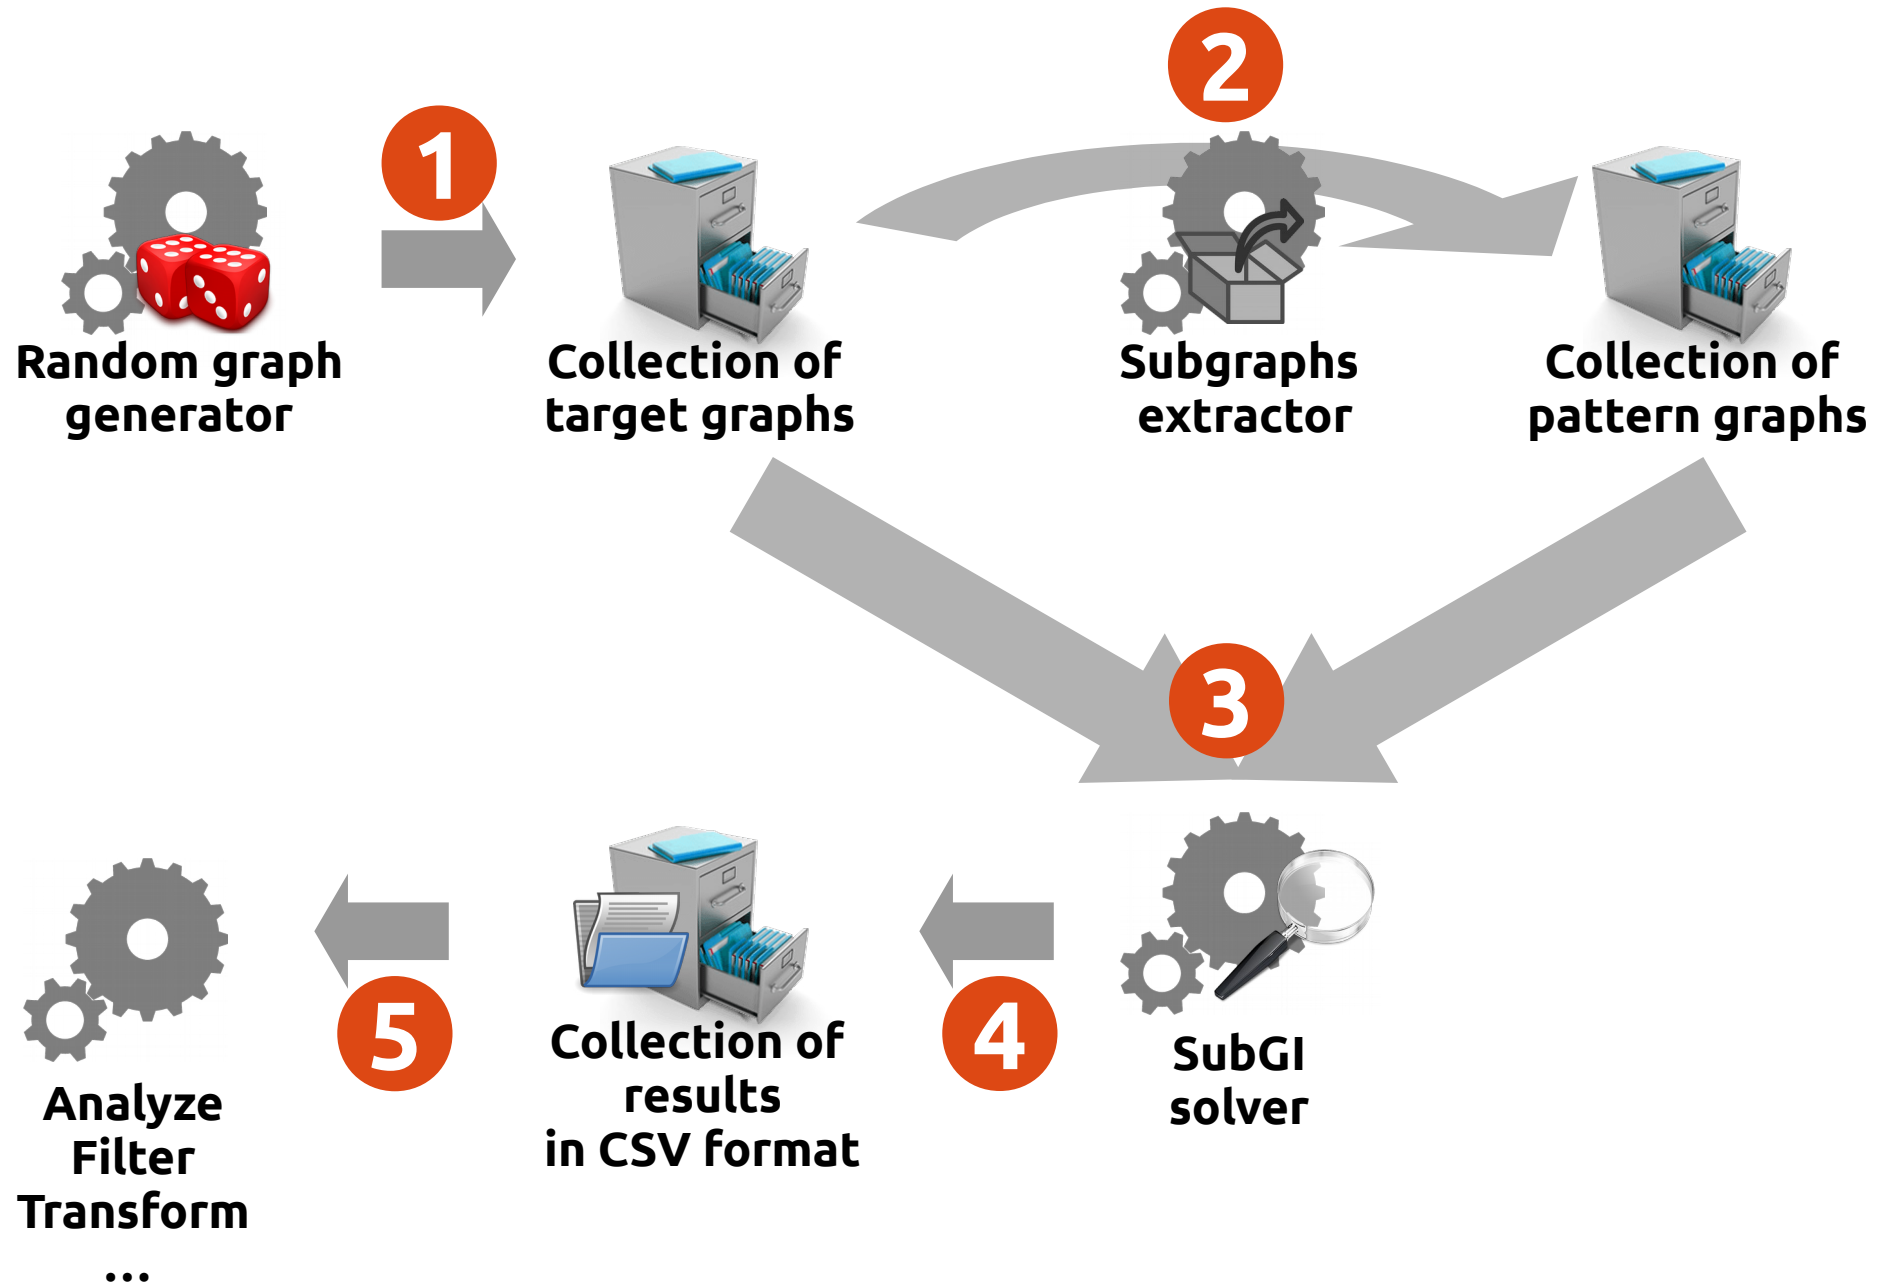 1
2
Random graph
generator
Collection of
target graphs
Subgraphs
extractor
Collection of
pattern graphs
3
5
4
Analyze
Filter
Transform
...
Collection of
results
in CSV format
SubGI
solver